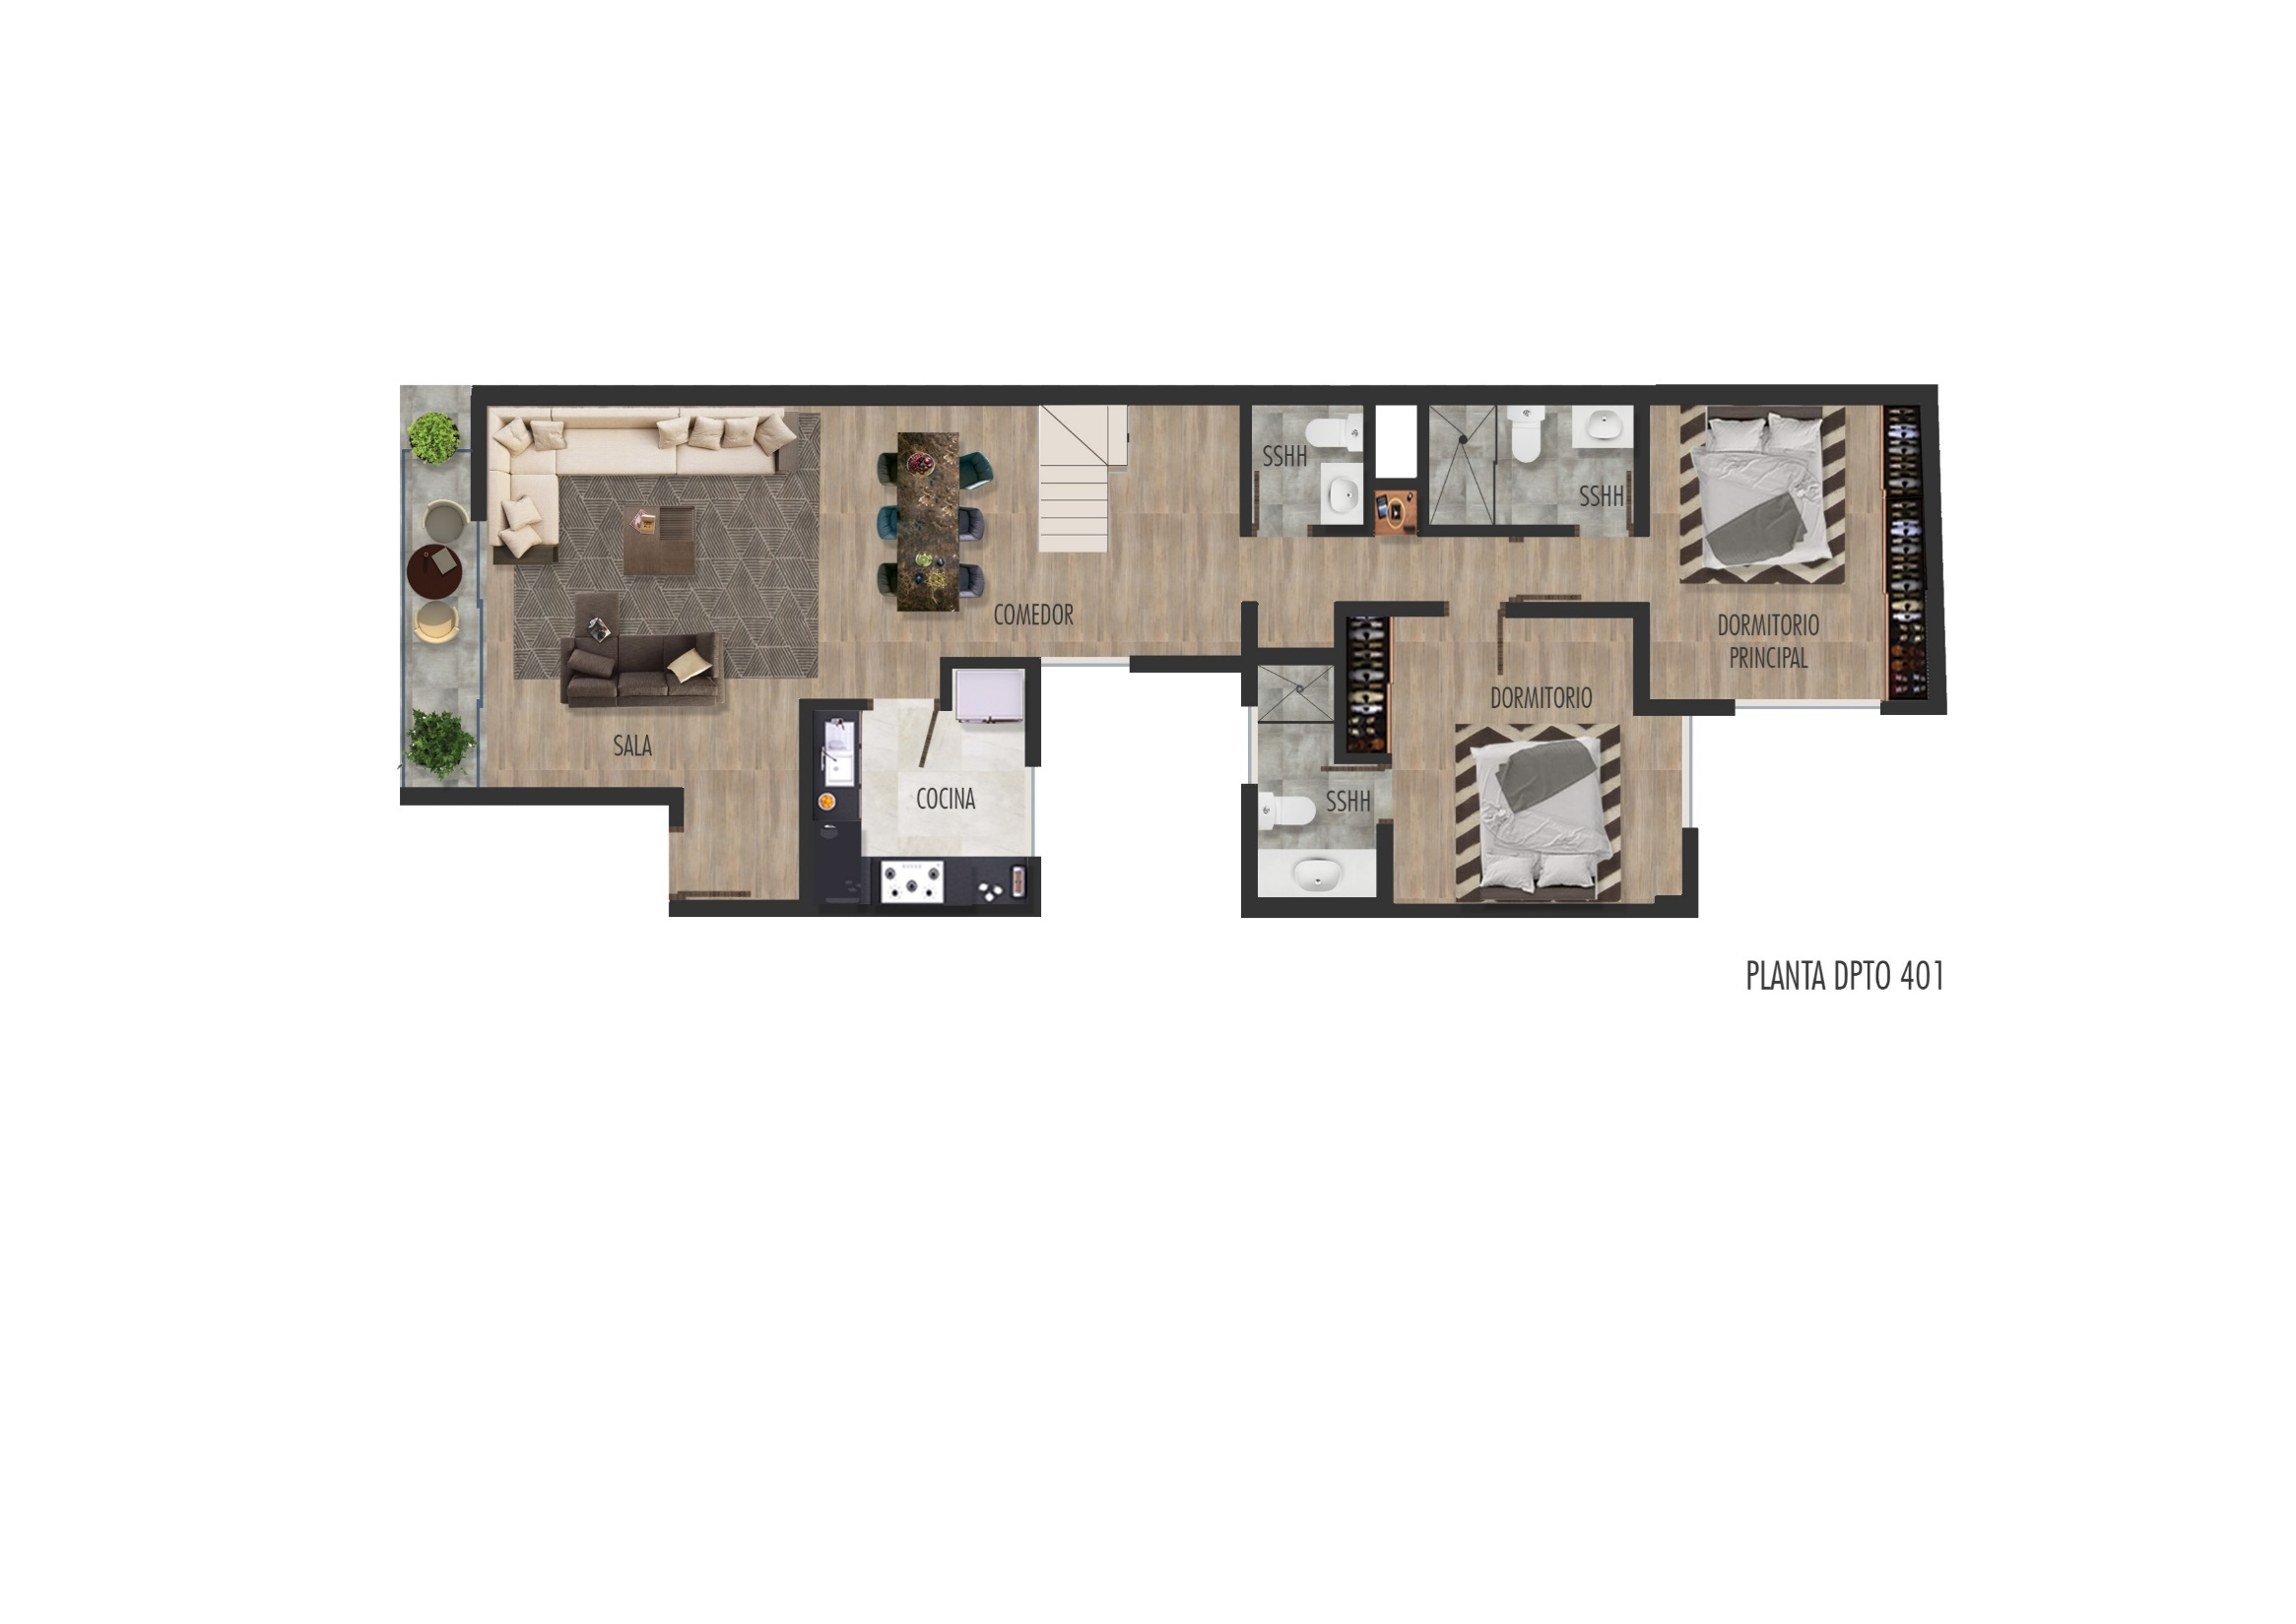 SSHH
SSHH
COMEDOR
DORMITORIO
PRINCIPAL
DORMITORIO
SALA
COCINA
SSHH
PLANTA DPTO 401